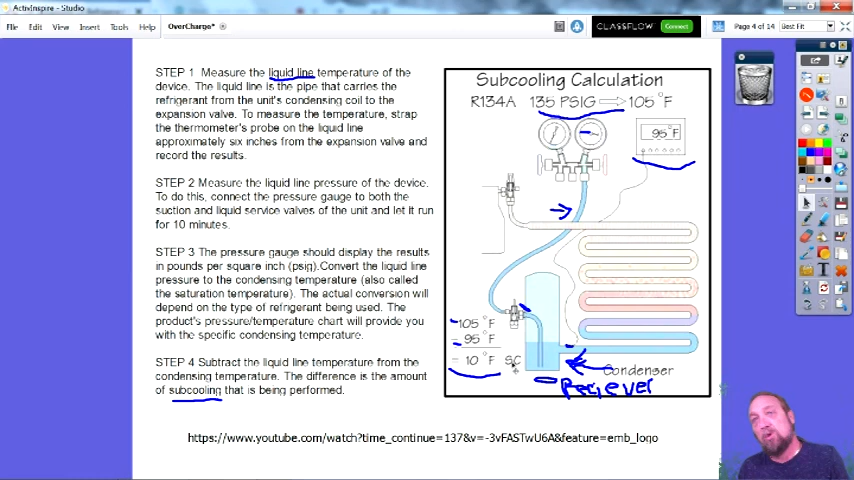 ActivInspire - Studio
File Edit View Insert Tools Help OverCharge* CLASSFLOW Connect Page 4 of 14 Best Fit
STEP 1 Measure the liquid line temperature of the
device. The liquid line is the pipe that carries the
refrigerant from the unit's condensing coil to the
expansion valve. To measure the temperature, strap
the thermometer's probe on the liquid line
approximately six inches from the expansion valve and
record the results.
STEP 2 Measure the liquid line pressure of the device.
To do this, connect the pressure gauge to both the
suction and liquid service valves of the unit and let it run
for 10 minutes.
STEP 3 The pressure gauge should display the results
in pounds per square inch (psig).Convert the liquid line
pressure to the condensing temperature (also called
the saturation temperature). The actual conversion will
depend on the type of refrigerant being used. The
product's pressure/temperature chart will provide you
with the specific condensing temperature.
STEP 4 Subtract the liquid line temperature from the
condensing temperature. The difference is the amount
of subcooling that is being performed.
Subcooling Calculation
R134A 135 PSIG 105 °F
95°F
105 °F
- 95 °F
= 10 °F SC
Condenser
Reciever
https://www.youtube.com/watch?time_continue=137&v=-3vFASTwU6A&feature=emb_logo